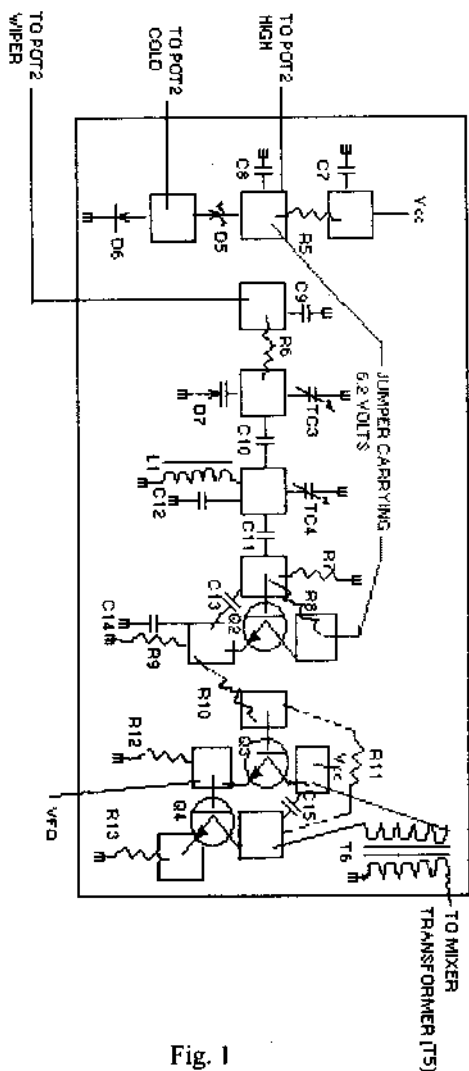 Vcc
C7
R5
C8
TO POT2
HIGH
D5
TO POT2
COLD
D6
TO POT2
WIPER
JUMPER CARRYING
6.2 VOLTS
C9
R6
TC3
D7
C10
TC4
L1
C12
C11
R7
R8
C13
Q2
C14
R9
R10
R11
Vcc
Q3
C15
R12
Q4
VFO
R13
T6
TO MIXER
TRANSFORMER (T5)
Fig. 1